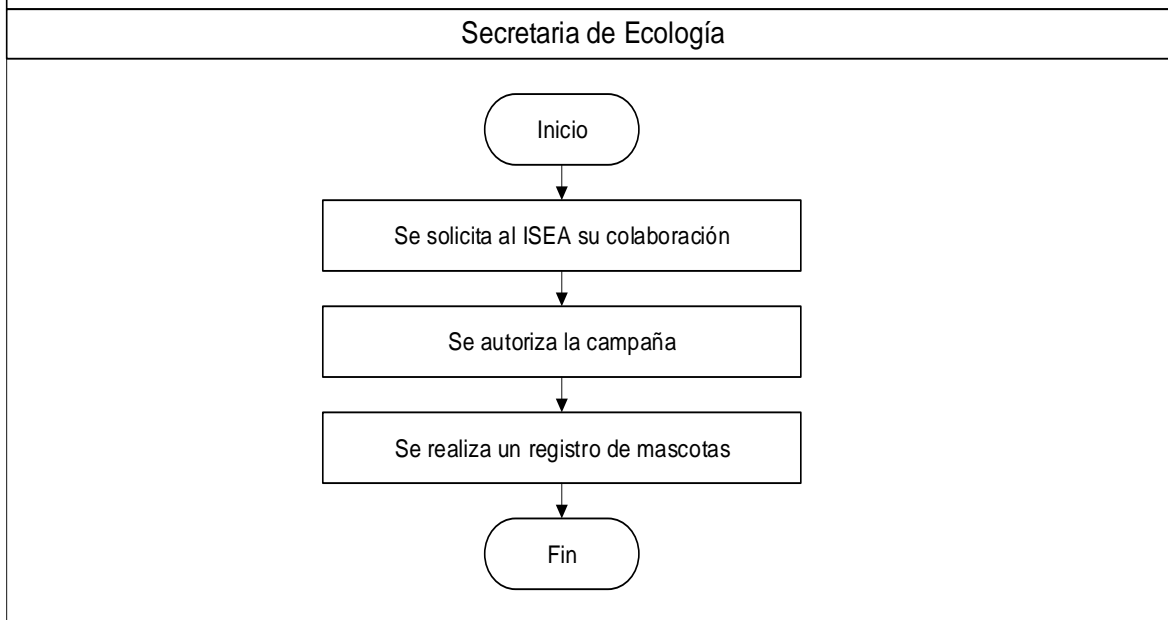 Secretaria de Ecología
Inicio
Se solicita al ISEA su colaboración
Se autoriza la campaña
Se realiza un registro de mascotas
Fin